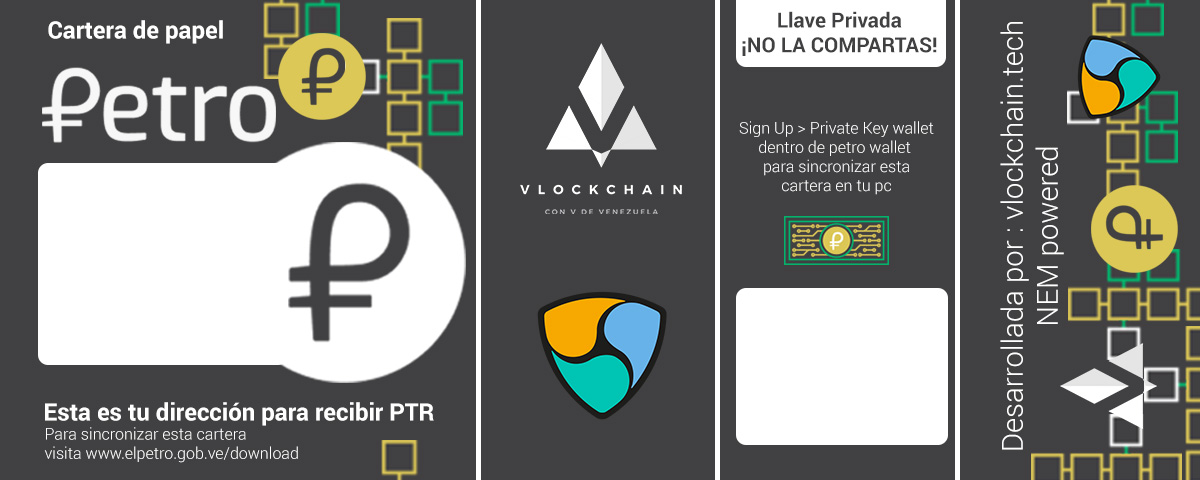 Cartera de papel
Petro
Esta es tu dirección para recibir PTR
Para sincronizar esta cartera
visita www.elpetro.gob.ve/download
VLOCKCHAIN
CON V DE VENEZUELA
Llave Privada
¡NO LA COMPARTAS!
Sign Up > Private Key wallet
dentro de petro wallet
para sincronizar esta
cartera en tu pc
Desarrollada por : vlockchain.tech
NEM powered